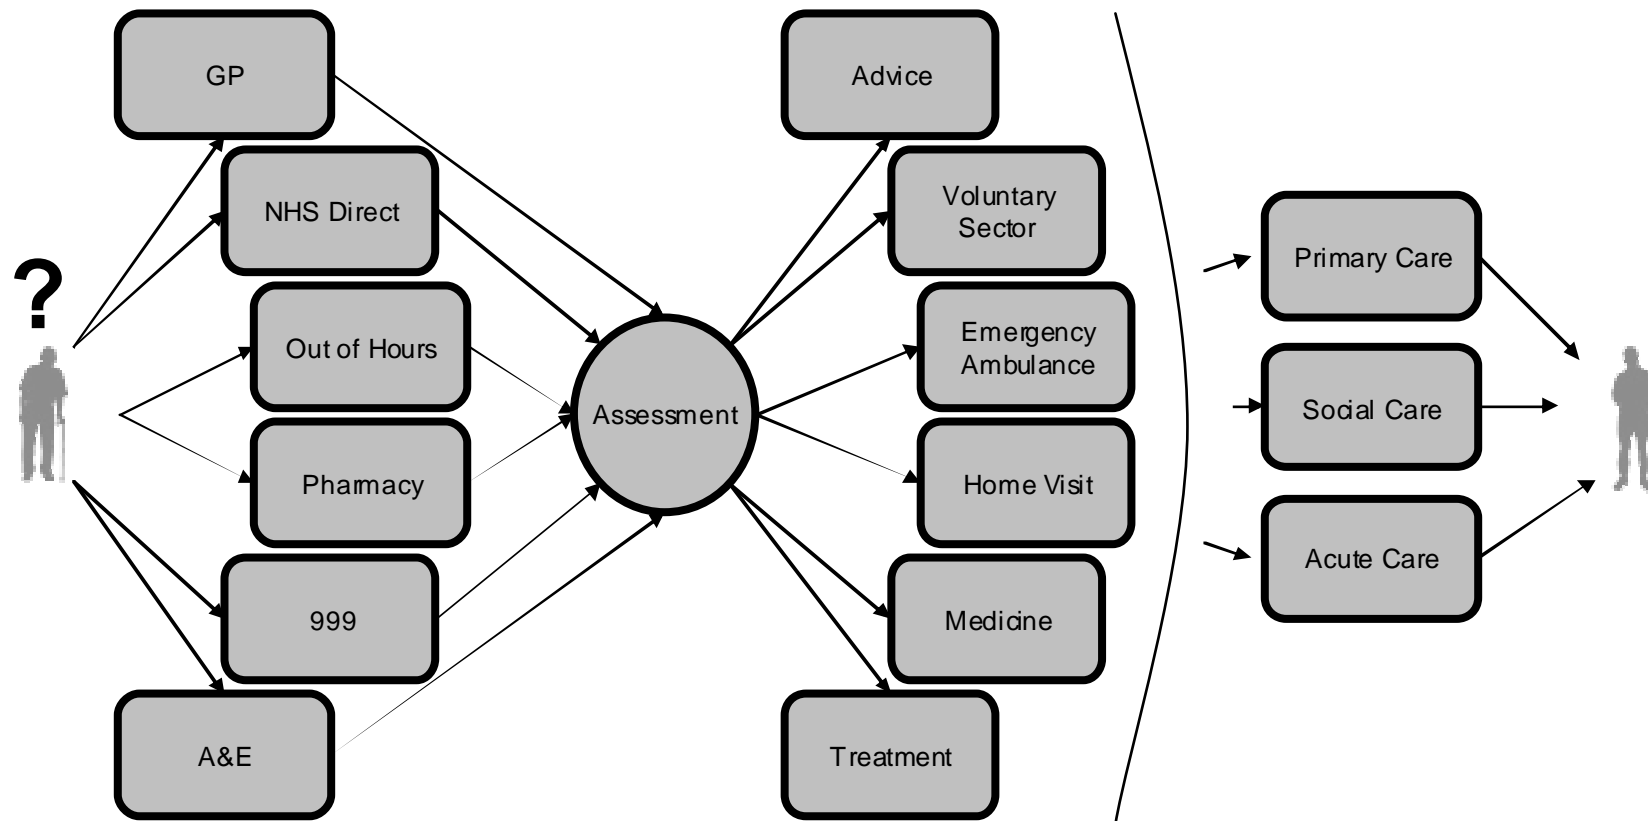 GP
NHS Direct
?
Out of Hours
Pharmacy
999
A&E
Assessment
Advice
Voluntary
Sector
Emergency
Ambulance
Home Visit
Medicine
Treatment
Primary Care
Social Care
Acute Care